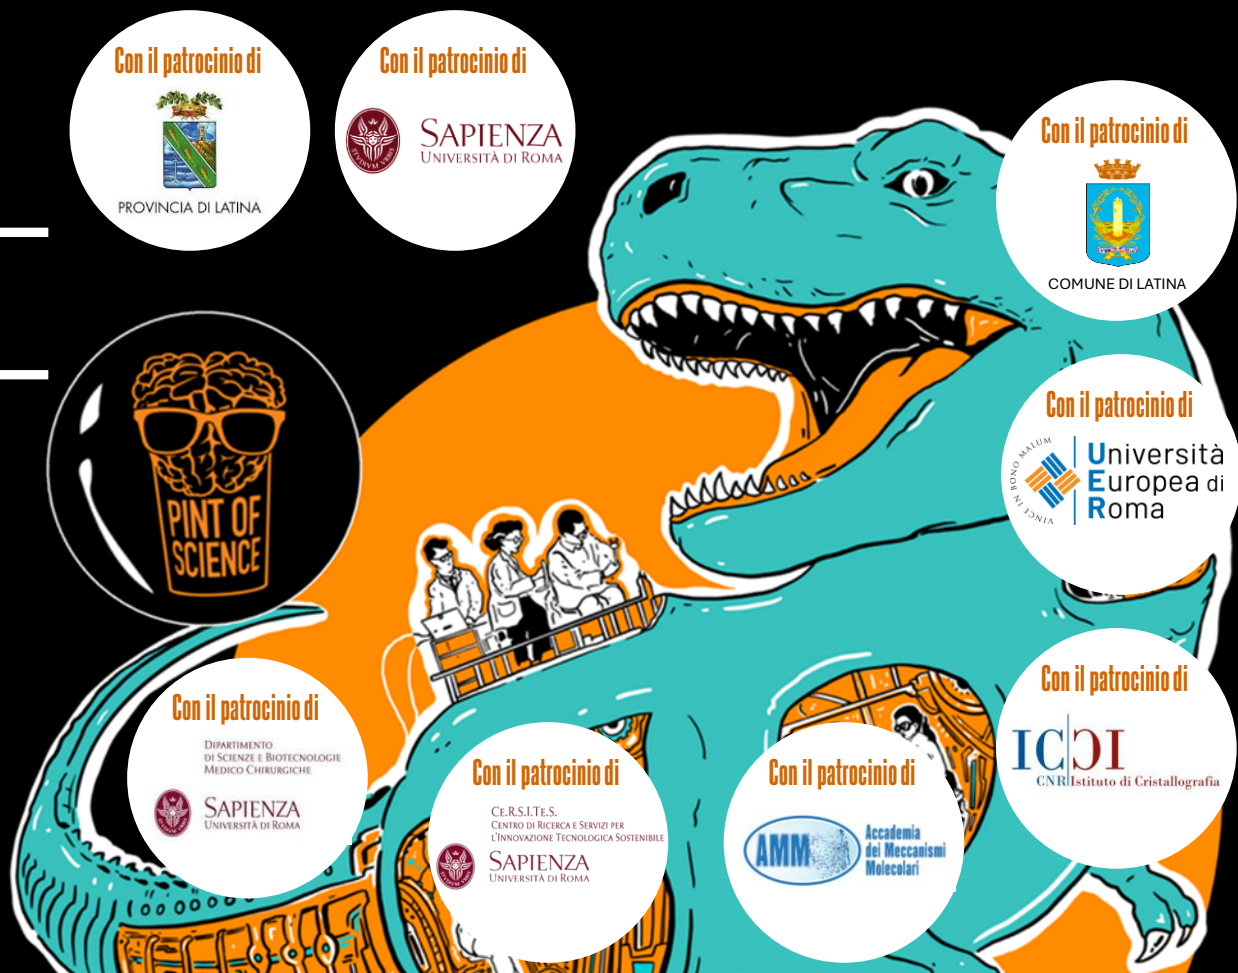 Con il patrocinio di
PROVINCIA DI LATINA
Con il patrocinio di
STVDIVM VRBIS
SAPIENZA
UNIVERSITÀ DI ROMA
Con il patrocinio di
COMUNE DI LATINA
PINT OF
SCIENCE
Con il patrocinio di
VINCE IN BONO MALUM
Università
Europea di
Roma
Con il patrocinio di
DIPARTIMENTO
DI SCIENZE E BIOTECNOLOGIE
MEDICO CHIRURGICHE
SAPIENZA
UNIVERSITÀ DI ROMA
Con il patrocinio di
CE.R.S.I.TE.S.
CENTRO DI RICERCA E SERVIZI PER
L'INNOVAZIONE TECNOLOGICA SOSTENIBILE
SAPIENZA
UNIVERSITÀ DI ROMA
Con il patrocinio di
AMM
Accademia
dei Meccanismi
Molecolari
Con il patrocinio di
IC
CNR Istituto di Cristallografia